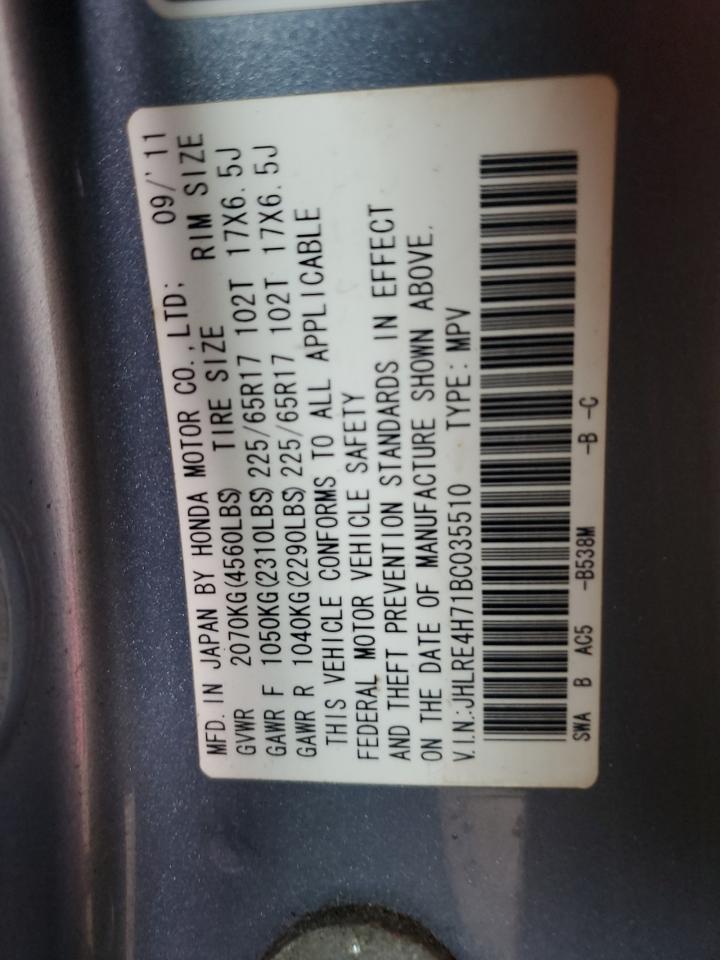 MFD. IN JAPAN BY HONDA MOTOR CO.,LTD: 09/'11
GVWR 2070KG(4560LBS) TIRE SIZE RIM SIZE
GAWR F 1050KG(2310LBS) 225/65R17 102T 17X6.5J
GAWR R 1040KG(2290LBS) 225/65R17 102T 17X6.5J
THIS VEHICLE CONFORMS TO ALL APPLICABLE
FEDERAL MOTOR VEHICLE SAFETY
AND THEFT PREVENTION STANDARDS IN EFFECT
ON THE DATE OF MANUFACTURE SHOWN ABOVE.
V.I.N.:JHLRE4H71BC035510 TYPE: MPV
SWA B AC5 -B538M -B -C